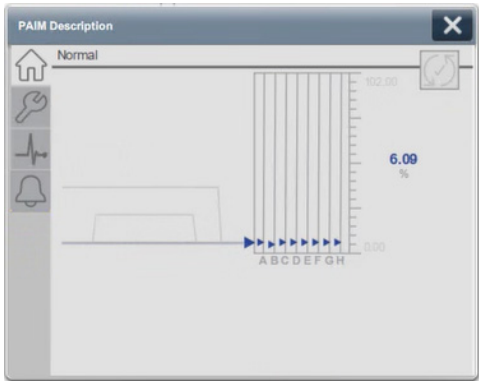 PAIM Description
Normal
102.00
6.09
%
0.00
A B C D E F G H